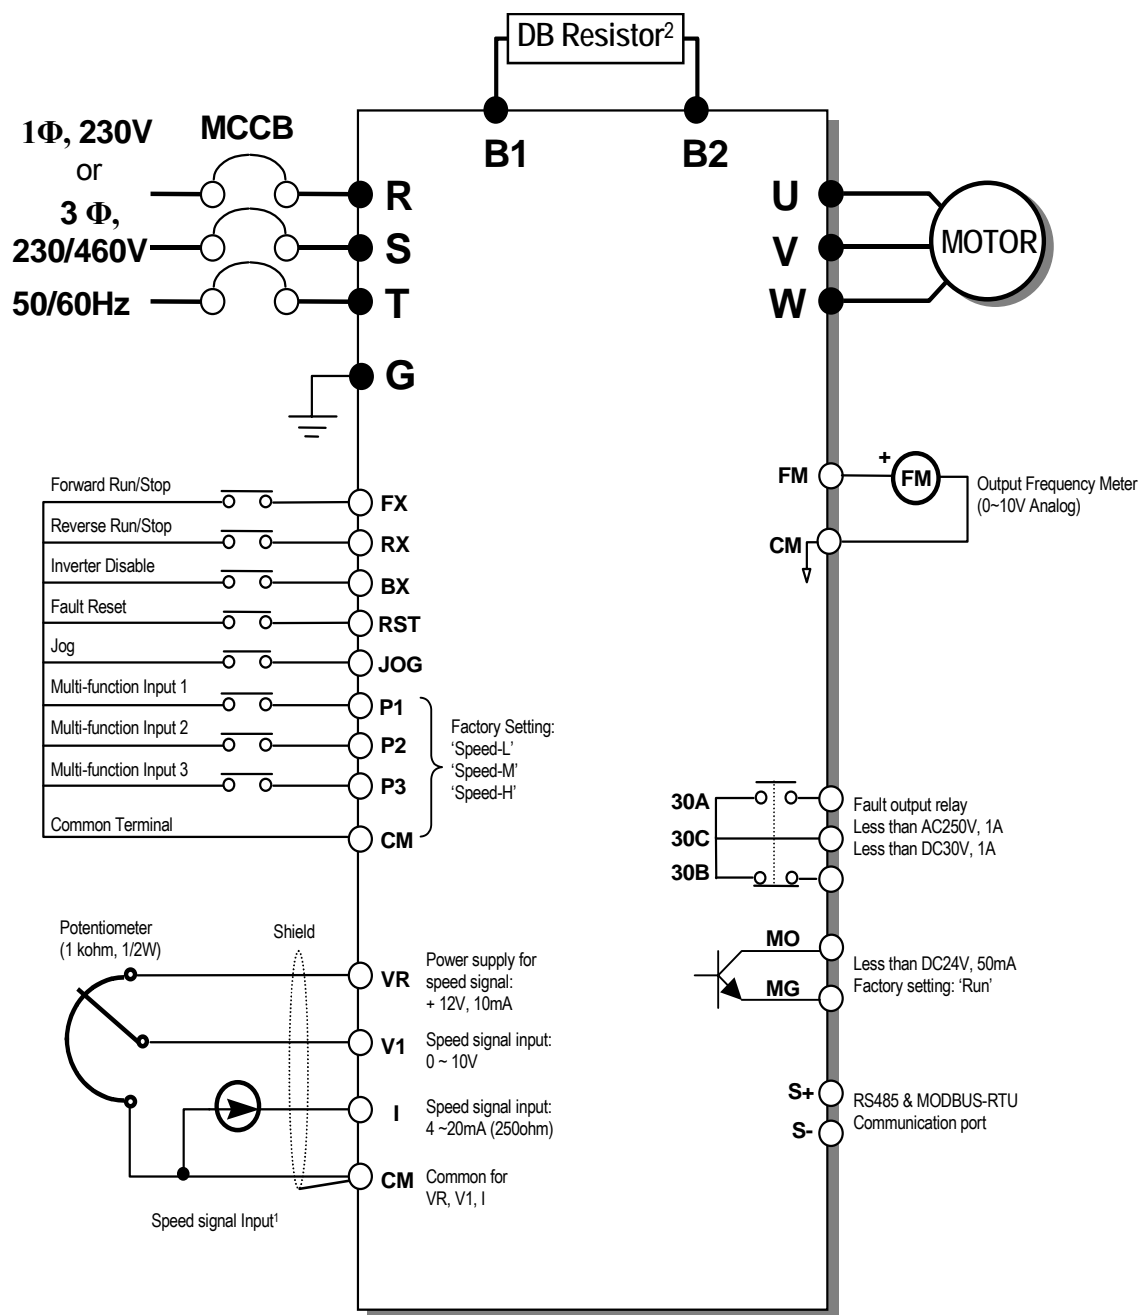 DB Resistor²
B1
B2
1Φ, 230V
or
3 Φ,
230/460V
50/60Hz
MCCB
R
S
T
G
U
V
W
MOTOR
Forward Run/Stop
FX
Reverse Run/Stop
RX
Inverter Disable
BX
Fault Reset
RST
Jog
JOG
Multi-function Input 1
P1
Multi-function Input 2
P2
Multi-function Input 3
P3
Common Terminal
CM
Factory Setting:
‘Speed-L’
‘Speed-M’
‘Speed-H’
FM
+
FM
CM
Output Frequency Meter
(0~10V Analog)
30A
30C
30B
Fault output relay
Less than AC250V, 1A
Less than DC30V, 1A
MO
MG
Less than DC24V, 50mA
Factory setting: ‘Run’
S+
S-
RS485 & MODBUS-RTU
Communication port
Potentiometer
(1 kohm, 1/2W)
Shield
VR
Power supply for
speed signal:
+ 12V, 10mA
V1
Speed signal input:
0 ~ 10V
I
Speed signal input:
4 ~20mA (250ohm)
CM
Common for
VR, V1, I
Speed signal Input¹